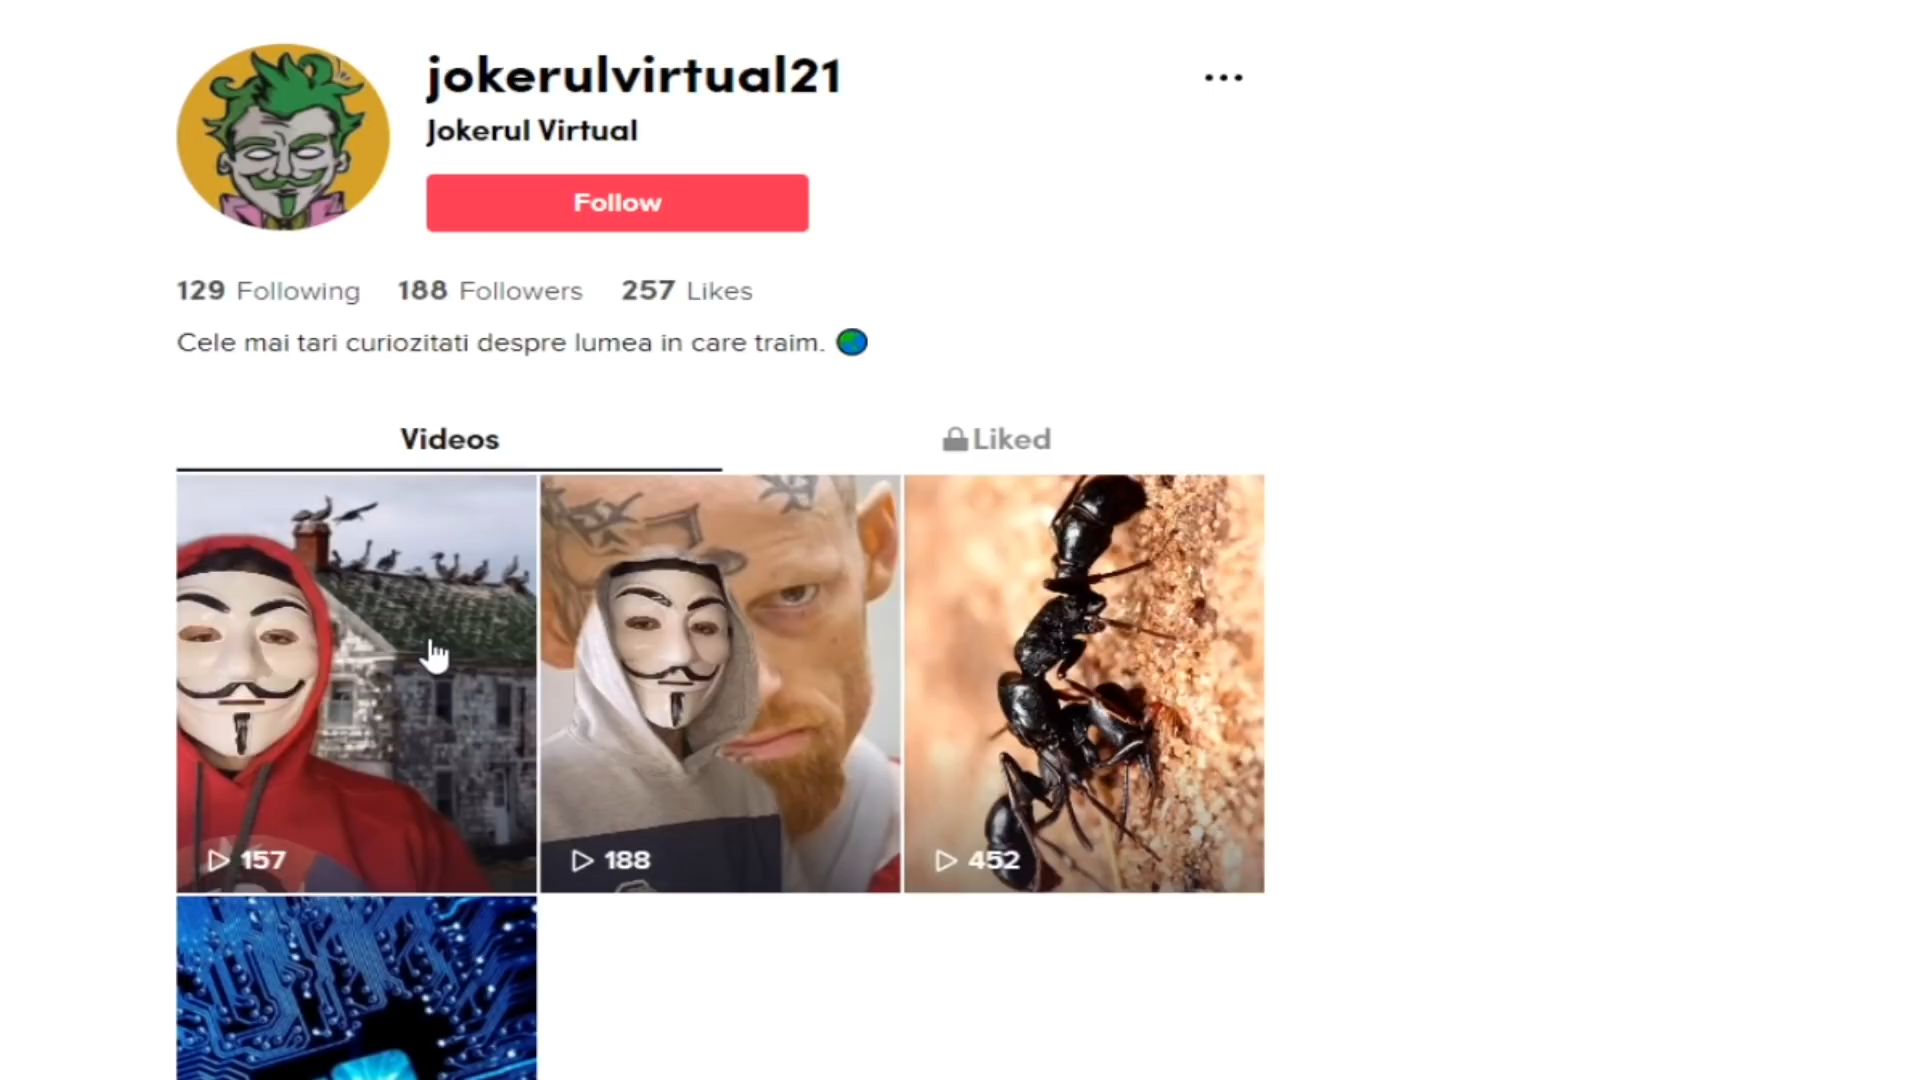 jokerulvirtual21
...
Jokerul Virtual
Follow
129 Following 188 Followers 257 Likes
Cele mai tari curiozitati despre lumea in care traim. 🌏
Videos Liked
157 188 452